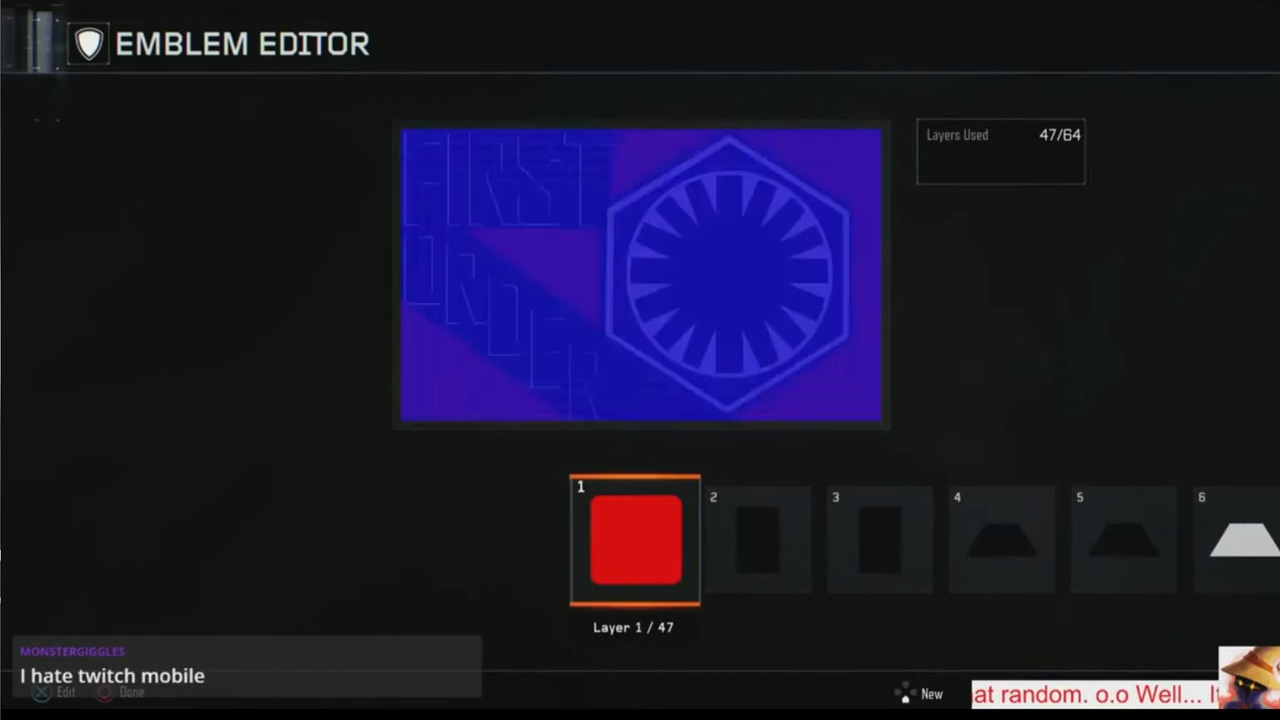 EMBLEM EDITOR
Layers Used 47/64
FIRST
ORDER
1
2
3
4
5
6
Layer 1 / 47
MONSTERGIGGLES
I hate twitch mobile
Edit Done
New
at random. o.o Well...